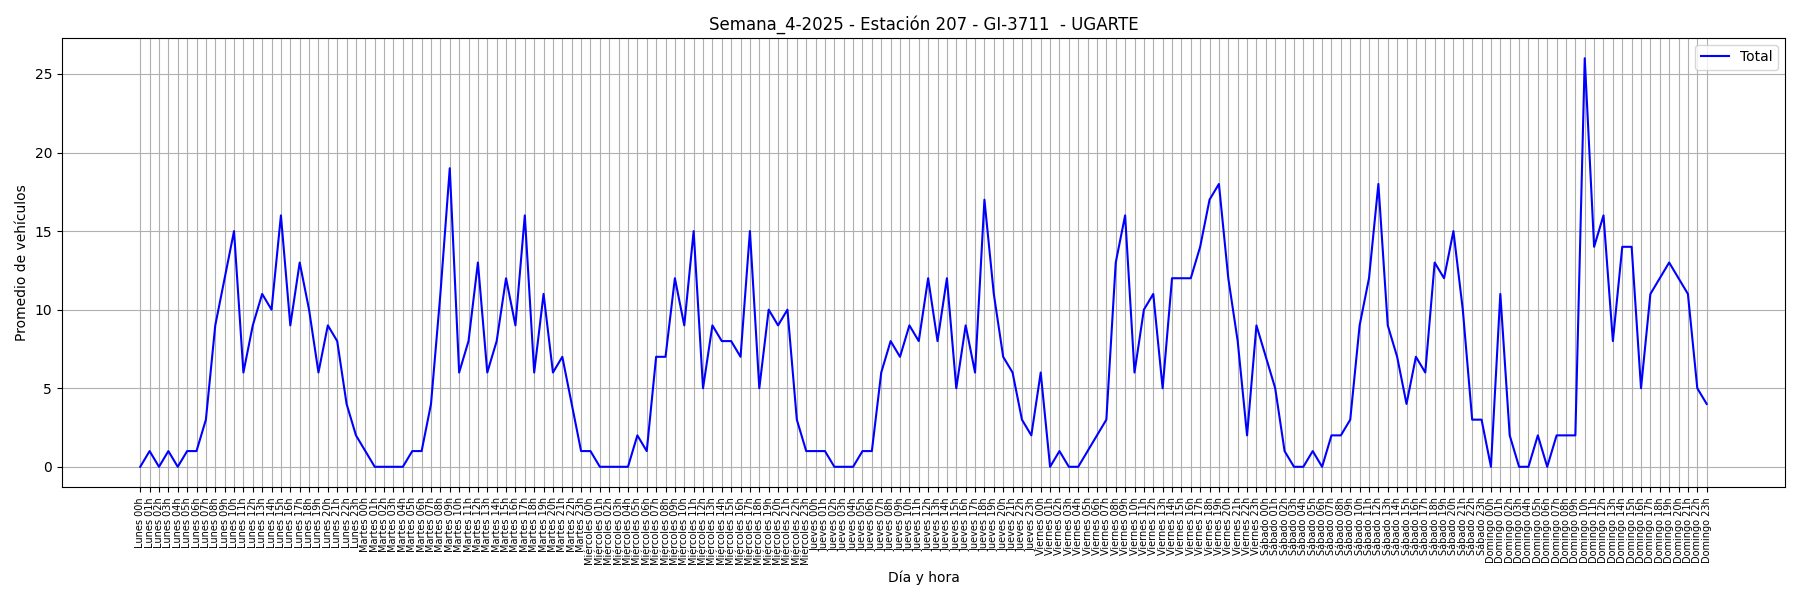 Semana_4-2025 - Estación 207 - GI-3711  - UGARTE
Total
Promedio de vehículos
25
20
15
10
5
0
Lunes 00h
Lunes 01h
Lunes 02h
Lunes 03h
Lunes 04h
Lunes 05h
Lunes 06h
Lunes 07h
Lunes 08h
Lunes 09h
Lunes 10h
Lunes 11h
Lunes 12h
Lunes 13h
Lunes 14h
Lunes 15h
Lunes 16h
Lunes 17h
Lunes 18h
Lunes 19h
Lunes 20h
Lunes 21h
Lunes 22h
Lunes 23h
Martes 00h
Martes 01h
Martes 02h
Martes 03h
Martes 04h
Martes 05h
Martes 06h
Martes 07h
Martes 08h
Martes 09h
Martes 10h
Martes 11h
Martes 12h
Martes 13h
Martes 14h
Martes 15h
Martes 16h
Martes 17h
Martes 18h
Martes 19h
Martes 20h
Martes 21h
Martes 22h
Martes 23h
Miércoles 00h
Miércoles 01h
Miércoles 02h
Miércoles 03h
Miércoles 04h
Miércoles 05h
Miércoles 06h
Miércoles 07h
Miércoles 08h
Miércoles 09h
Miércoles 10h
Miércoles 11h
Miércoles 12h
Miércoles 13h
Miércoles 14h
Miércoles 15h
Miércoles 16h
Miércoles 17h
Miércoles 18h
Miércoles 19h
Miércoles 20h
Miércoles 21h
Miércoles 22h
Miércoles 23h
Jueves 00h
Jueves 01h
Jueves 02h
Jueves 03h
Jueves 04h
Jueves 05h
Jueves 06h
Jueves 07h
Jueves 08h
Jueves 09h
Jueves 10h
Jueves 11h
Jueves 12h
Jueves 13h
Jueves 14h
Jueves 15h
Jueves 16h
Jueves 17h
Jueves 18h
Jueves 19h
Jueves 20h
Jueves 21h
Jueves 22h
Jueves 23h
Viernes 00h
Viernes 01h
Viernes 02h
Viernes 03h
Viernes 04h
Viernes 05h
Viernes 06h
Viernes 07h
Viernes 08h
Viernes 09h
Viernes 10h
Viernes 11h
Viernes 12h
Viernes 13h
Viernes 14h
Viernes 15h
Viernes 16h
Viernes 17h
Viernes 18h
Viernes 19h
Viernes 20h
Viernes 21h
Viernes 22h
Viernes 23h
Sábado 00h
Sábado 01h
Sábado 02h
Sábado 03h
Sábado 04h
Sábado 05h
Sábado 06h
Sábado 07h
Sábado 08h
Sábado 09h
Sábado 10h
Sábado 11h
Sábado 12h
Sábado 13h
Sábado 14h
Sábado 15h
Sábado 16h
Sábado 17h
Sábado 18h
Sábado 19h
Sábado 20h
Sábado 21h
Sábado 22h
Sábado 23h
Domingo 00h
Domingo 01h
Domingo 02h
Domingo 03h
Domingo 04h
Domingo 05h
Domingo 06h
Domingo 07h
Domingo 08h
Domingo 09h
Domingo 10h
Domingo 11h
Domingo 12h
Domingo 13h
Domingo 14h
Domingo 15h
Domingo 16h
Domingo 17h
Domingo 18h
Domingo 19h
Domingo 20h
Domingo 21h
Domingo 22h
Domingo 23h
Día y hora